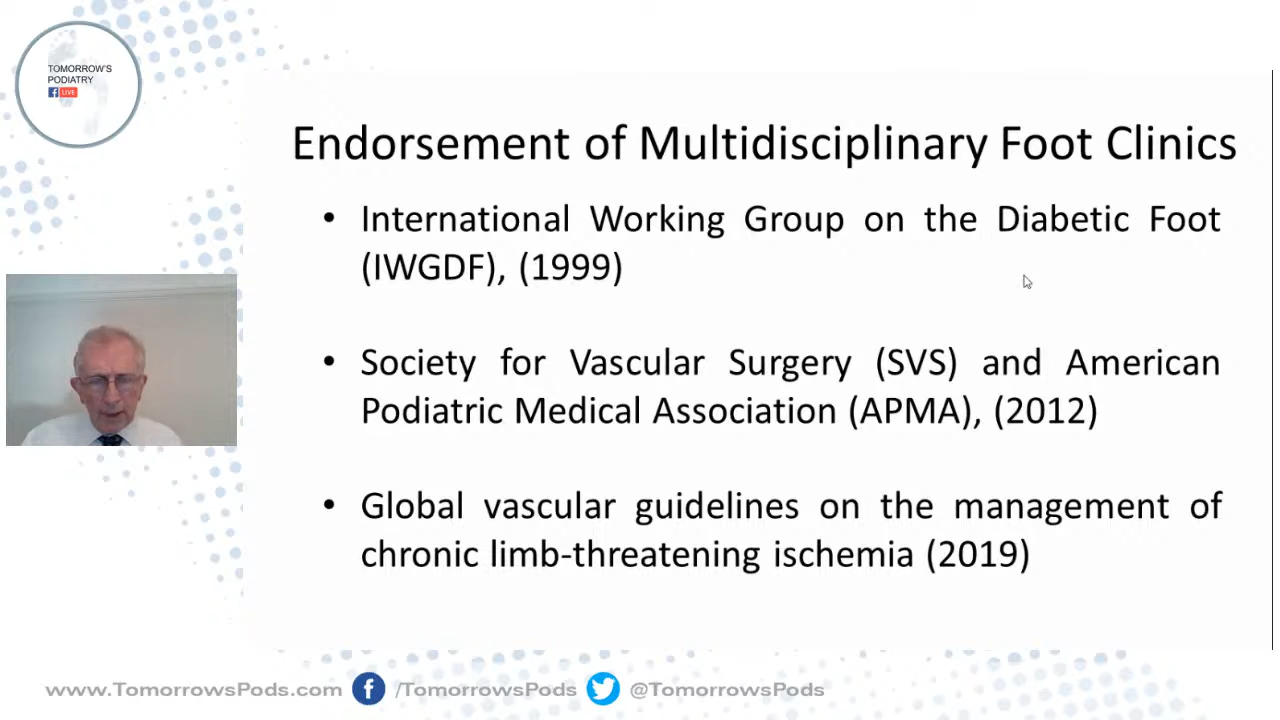 TOMORROW'S
PODIATRY
f LIVE
Endorsement of Multidisciplinary Foot Clinics
• International Working Group on the Diabetic Foot
(IWGDF), (1999)
• Society for Vascular Surgery (SVS) and American
Podiatric Medical Association (APMA), (2012)
• Global vascular guidelines on the management of
chronic limb-threatening ischemia (2019)
www.TomorrowsPods.com f /TomorrowsPods @TomorrowsPods